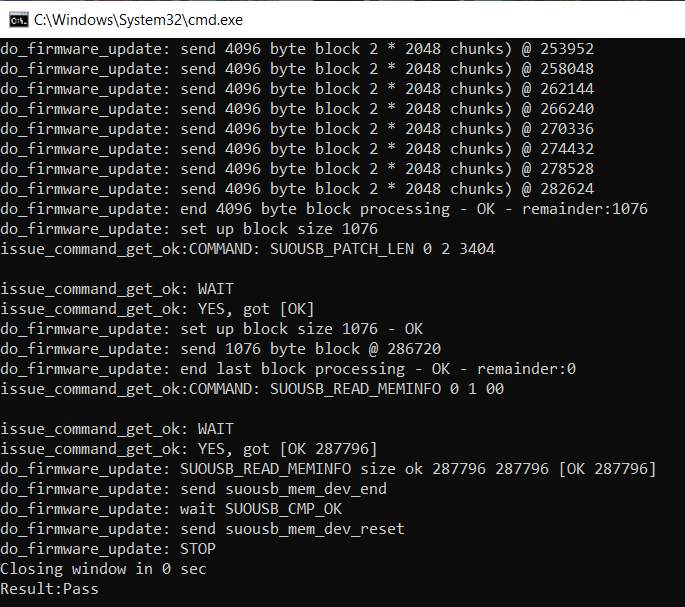 C:\Windows\System32\cmd.exe
do_firmware_update: send 4096 byte block 2 * 2048 chunks) @ 253952
do_firmware_update: send 4096 byte block 2 * 2048 chunks) @ 258048
do_firmware_update: send 4096 byte block 2 * 2048 chunks) @ 262144
do_firmware_update: send 4096 byte block 2 * 2048 chunks) @ 266240
do_firmware_update: send 4096 byte block 2 * 2048 chunks) @ 270336
do_firmware_update: send 4096 byte block 2 * 2048 chunks) @ 274432
do_firmware_update: send 4096 byte block 2 * 2048 chunks) @ 278528
do_firmware_update: send 4096 byte block 2 * 2048 chunks) @ 282624
do_firmware_update: end 4096 byte block processing - OK - remainder:1076
do_firmware_update: set up block size 1076
issue_command_get_ok:COMMAND: SUOUSB_PATCH_LEN 0 2 3404
issue_command_get_ok: WAIT
issue_command_get_ok: YES, got [OK]
do_firmware_update: set up block size 1076 - OK
do_firmware_update: send 1076 byte block @ 286720
do_firmware_update: end last block processing - OK - remainder:0
issue_command_get_ok:COMMAND: SUOUSB_READ_MEMINFO 0 1 00
issue_command_get_ok: WAIT
issue_command_get_ok: YES, got [OK 287796]
do_firmware_update: SUOUSB_READ_MEMINFO size ok 287796 287796 [OK 287796]
do_firmware_update: send suousb_mem_dev_end
do_firmware_update: wait SUOUSB_CMP_OK
do_firmware_update: send suousb_mem_dev_reset
do_firmware_update: STOP
Closing window in 0 sec
Result:Pass